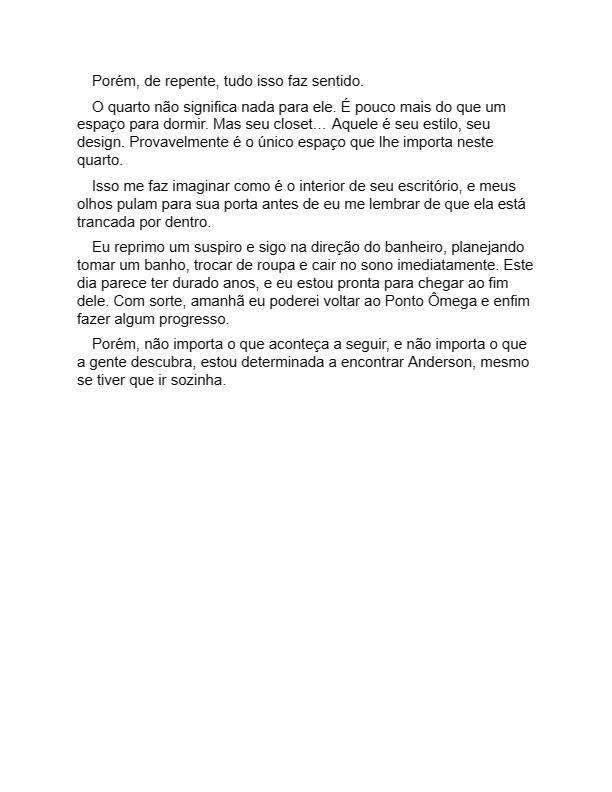 Porém, de repente, tudo isso faz sentido.
O quarto não significa nada para ele. É pouco mais do que um
espaço para dormir. Mas seu closet… Aquele é seu estilo, seu
design. Provavelmente é o único espaço que lhe importa neste
quarto.
Isso me faz imaginar como é o interior de seu escritório, e meus
olhos pulam para sua porta antes de eu me lembrar de que ela está
trancada por dentro.
Eu reprimo um suspiro e sigo na direção do banheiro, planejando
tomar um banho, trocar de roupa e cair no sono imediatamente. Este
dia parece ter durado anos, e eu estou pronta para chegar ao fim
dele. Com sorte, amanhã eu poderei voltar ao Ponto Ômega e enfim
fazer algum progresso.
Porém, não importa o que aconteça a seguir, e não importa o que
a gente descubra, estou determinada a encontrar Anderson, mesmo
se tiver que ir sozinha.